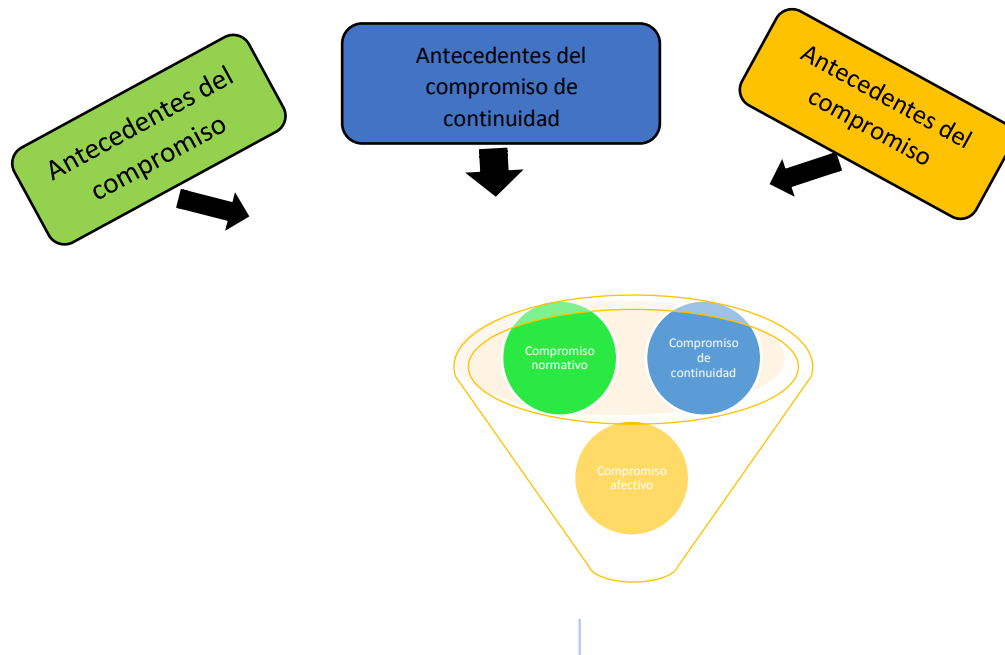 Antecedentes del
compromiso
Antecedentes del
compromiso de
continuidad
Antecedentes del
compromiso
Compromiso
normativo
Compromiso
de
continuidad
Compromiso
afectivo